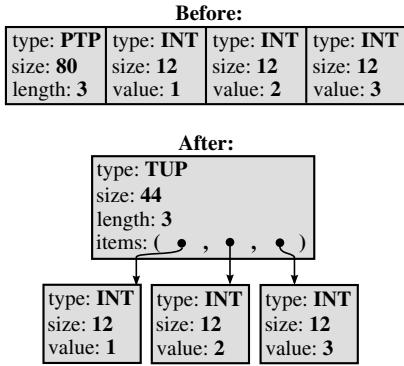 Before:
type: PTP type: INT type: INT type: INT
size: 80 size: 12 size: 12 size: 12
length: 3 value: 1 value: 2 value: 3
After:
type: TUP
size: 44
length: 3
items: ( , , )
type: INT type: INT type: INT
size: 12 size: 12 size: 12
value: 1 value: 2 value: 3